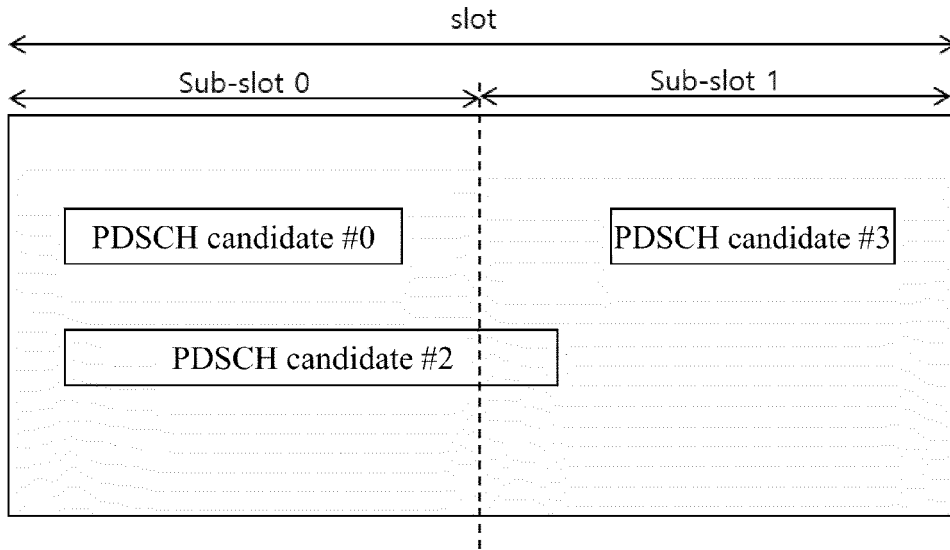 slot
Sub-slot 0
Sub-slot 1
PDSCH candidate #0
PDSCH candidate #3
PDSCH candidate #2